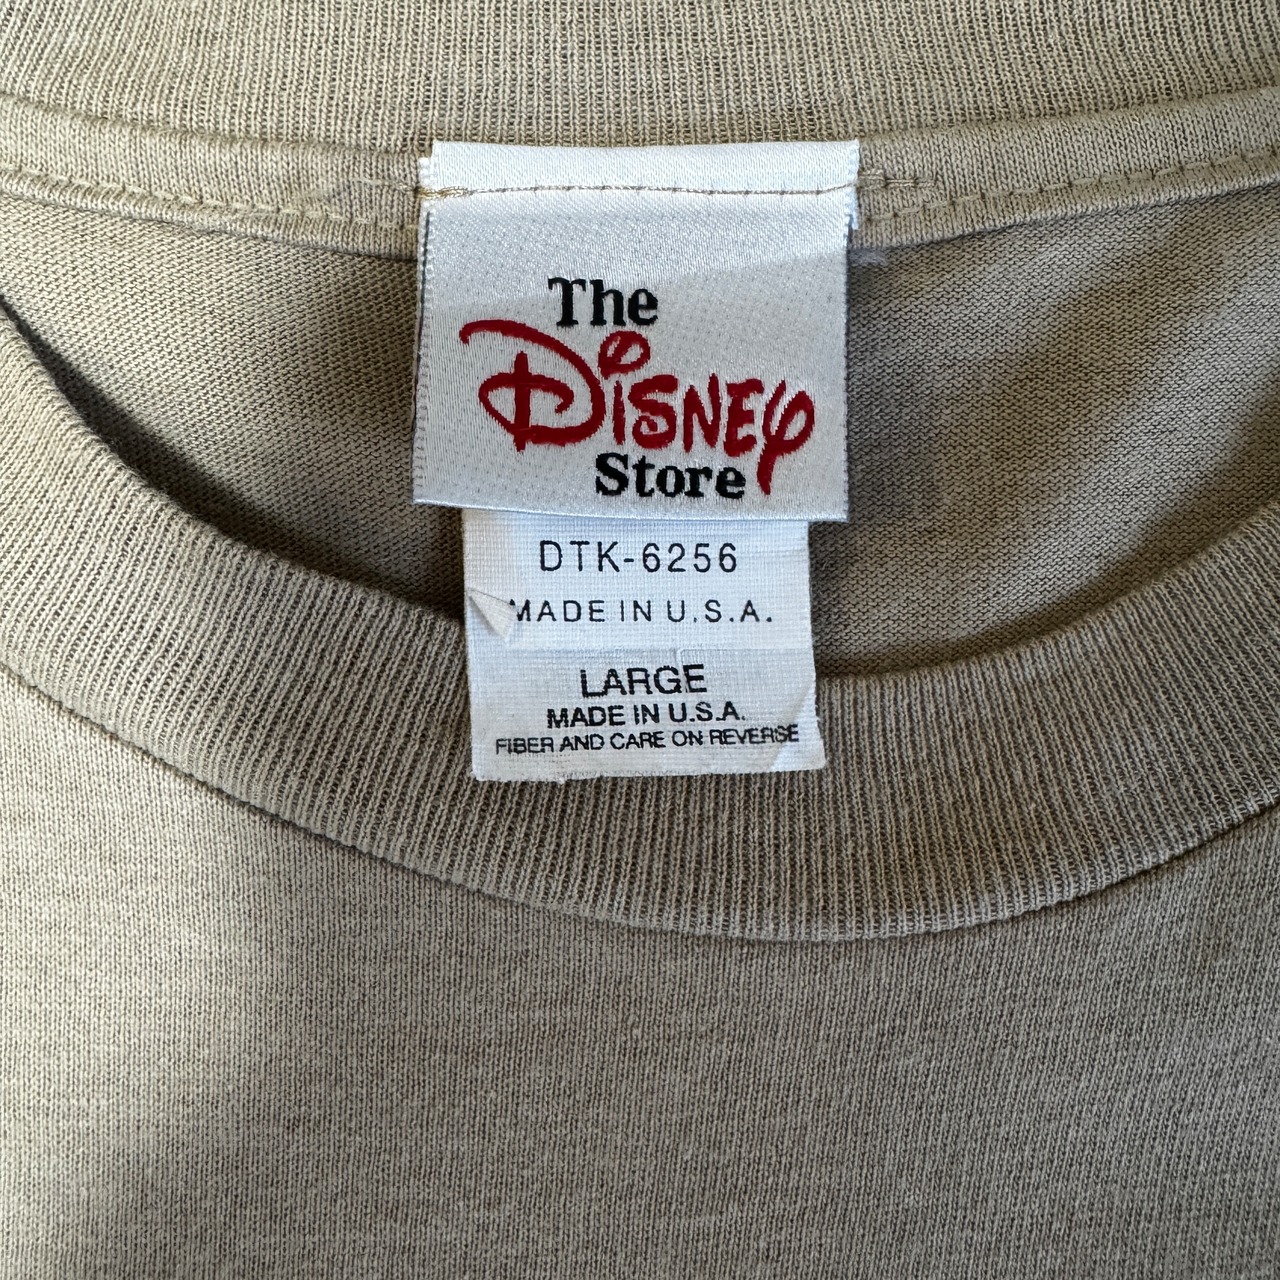 The
Disney
Store
DTK-6256
MADE IN U.S.A.
LARGE
MADE IN U.S.A.
FIBER AND CARE ON REVERSE